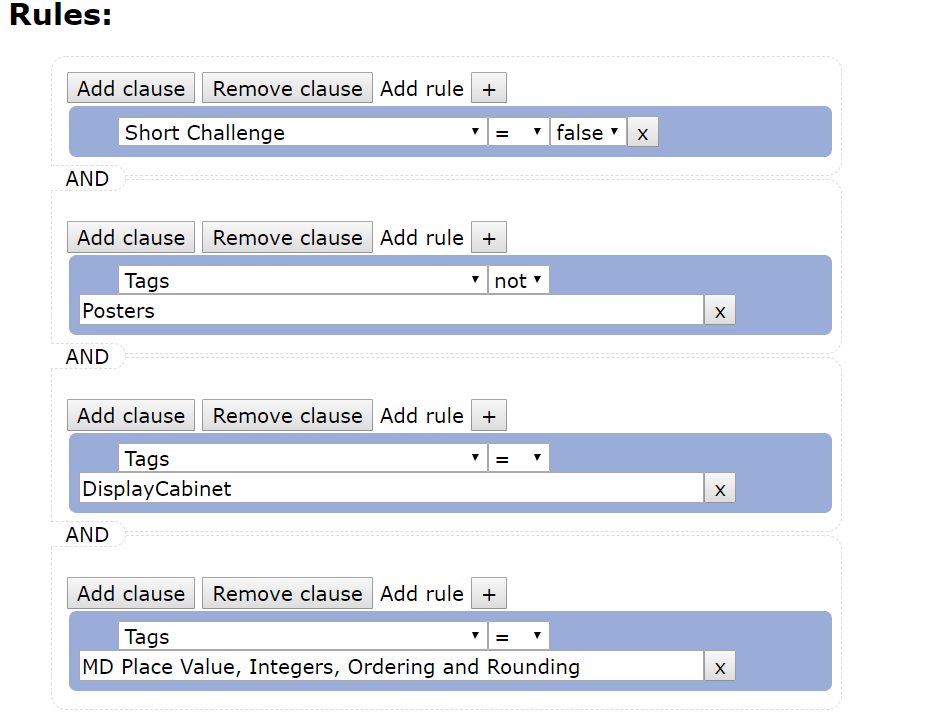 Rules:
Add clause Remove clause Add rule +
Short Challenge = false x
AND
Add clause Remove clause Add rule +
Tags not
Posters x
AND
Add clause Remove clause Add rule +
Tags =
DisplayCabinet x
AND
Add clause Remove clause Add rule +
Tags =
MD Place Value, Integers, Ordering and Rounding x